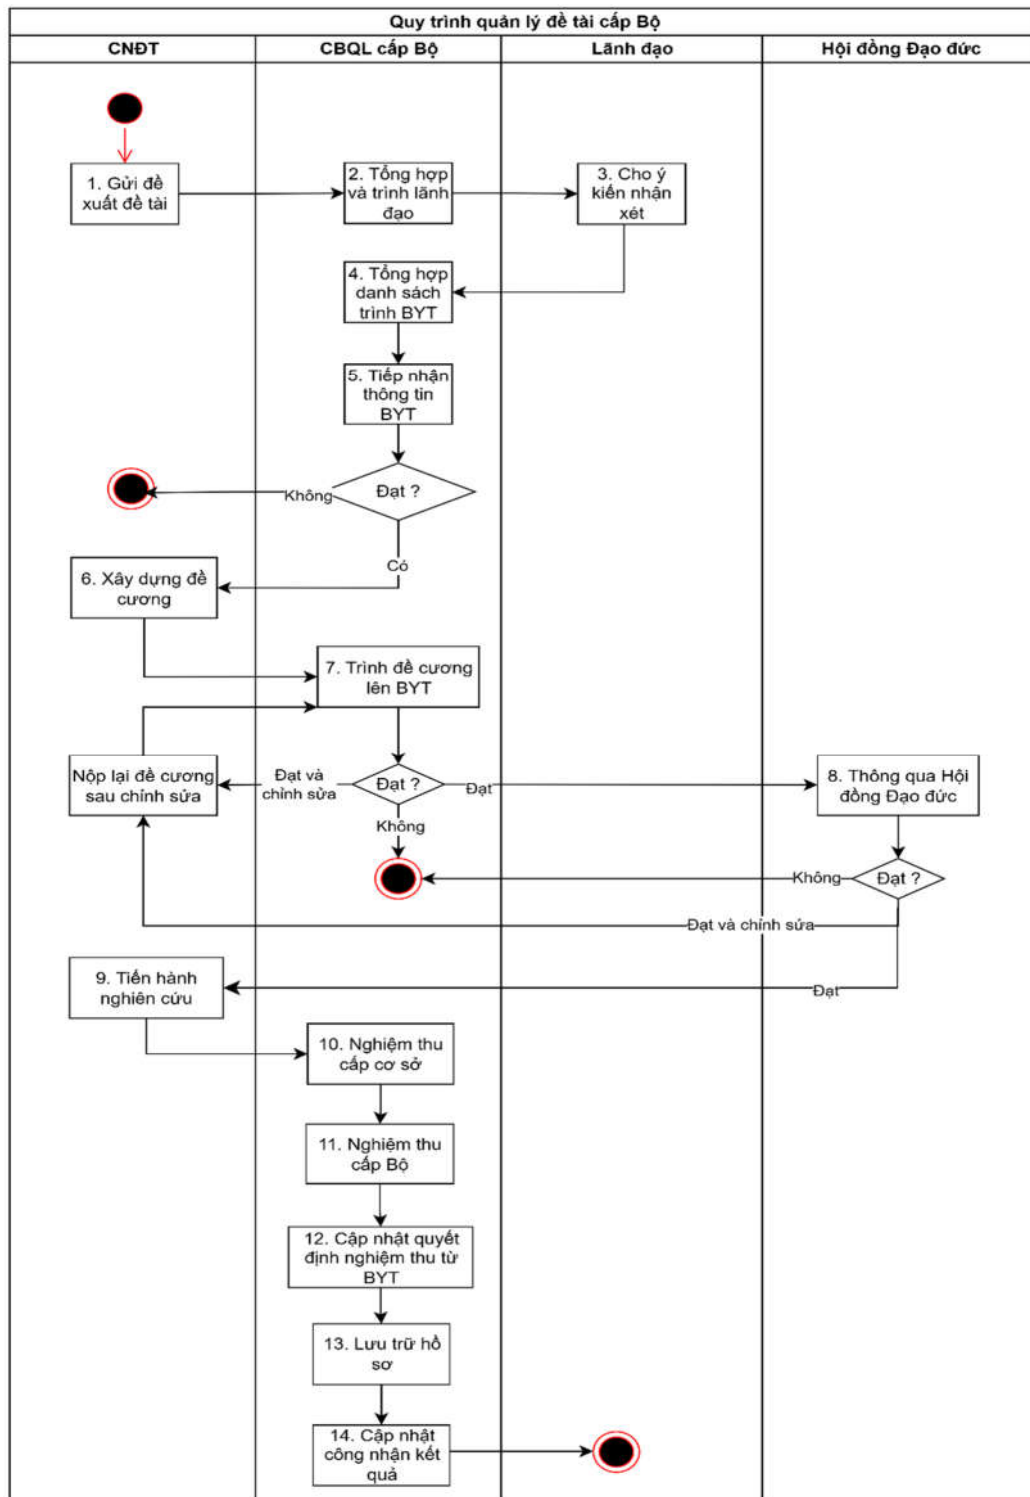 Quy trình quản lý đề tài cấp Bộ
CNĐT
CBQL cấp Bộ
Lãnh đạo
Hội đồng Đạo đức
1. Gửi đề
xuất đề tài
2. Tổng hợp
và trình lãnh
đạo
3. Cho ý
kiến nhận
xét
4. Tổng hợp
danh sách
trình BYT
5. Tiếp nhận
thông tin
BYT
Đạt ?
Không
Có
6. Xây dựng đề
cương
7. Trình đề cương
lên BYT
Nộp lại đề cương
sau chỉnh sửa
Đạt và
chỉnh sửa
Đạt ?
Đạt
8. Thông qua Hội
đồng Đạo đức
Không
Không
Đạt ?
Đạt và chỉnh sửa
9. Tiến hành
nghiên cứu
Đạt
10. Nghiệm thu
cấp cơ sở
11. Nghiệm thu
cấp Bộ
12. Cập nhật quyết
định nghiệm thu từ
BYT
13. Lưu trữ hồ
sơ
14. Cập nhật
công nhận kết
quả